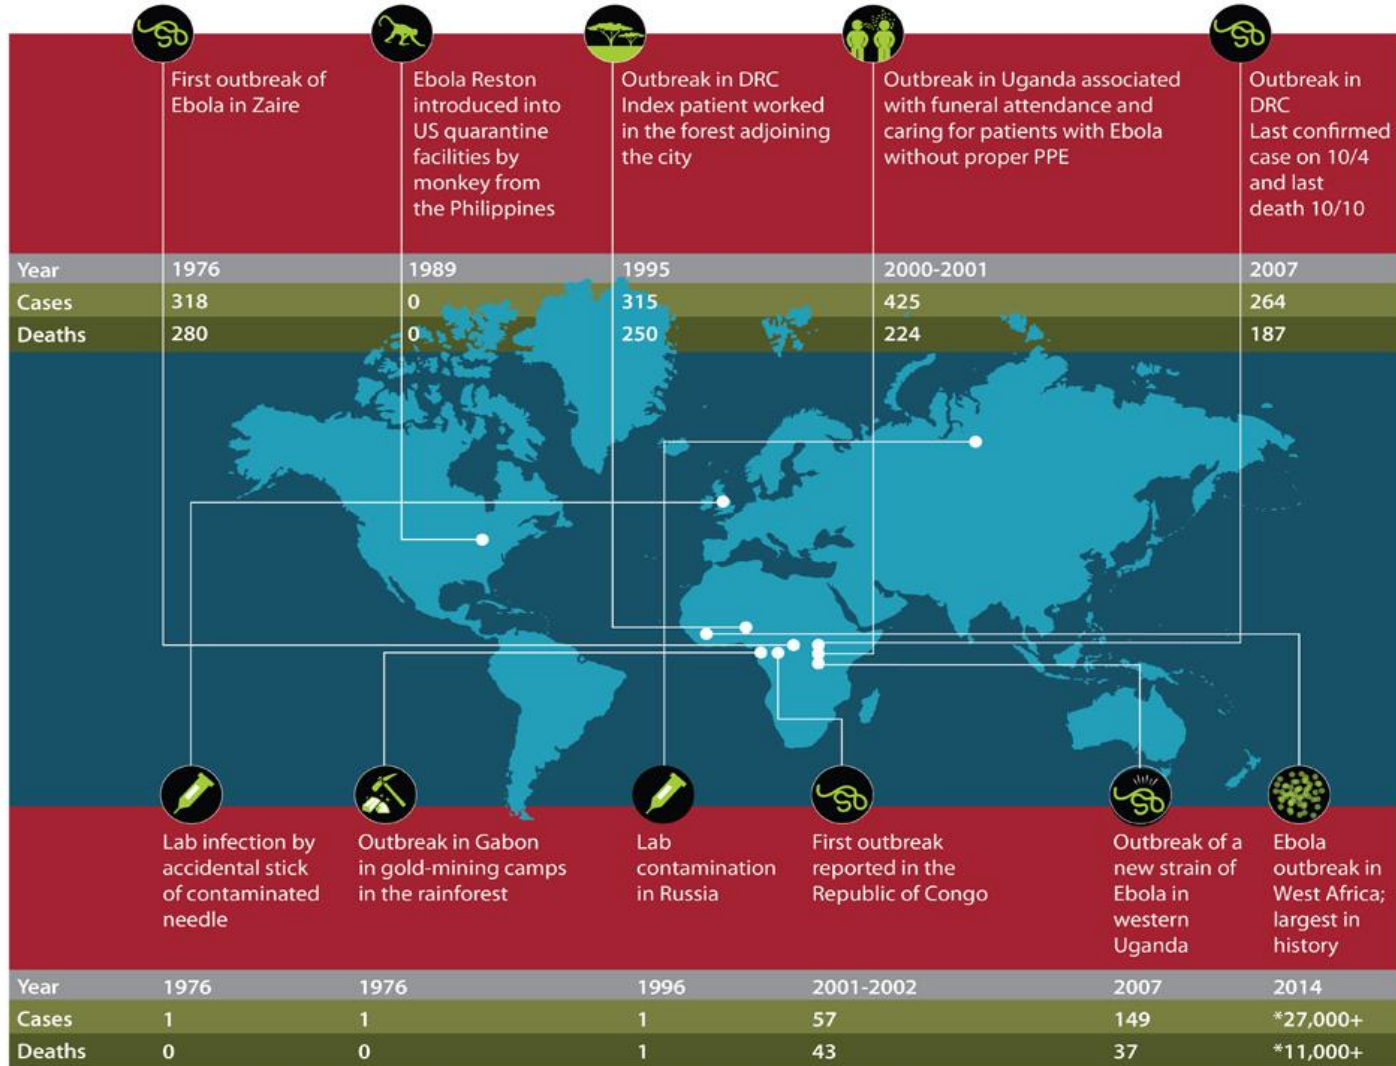 First outbreak of
Ebola in Zaire
Ebola Reston
introduced into
US quarantine
facilities by
monkey from
the Philippines
Outbreak in DRC
Index patient worked
in the forest adjoining
the city
Outbreak in Uganda associated
with funeral attendance and
caring for patients with Ebola
without proper PPE
Outbreak in
DRC
Last confirmed
case on 10/4
and last
death 10/10
Year 1976 1989 1995 2000-2001 2007
Cases 318 0 315 425 264
Deaths 280 0 250 224 187
Lab infection by
accidental stick
of contaminated
needle
Outbreak in Gabon
in gold-mining camps
in the rainforest
Lab
contamination
in Russia
First outbreak
reported in the
Republic of Congo
Outbreak of a
new strain of
Ebola in
western
Uganda
Ebola
outbreak in
West Africa;
largest in
history
Year 1976 1976 1996 2001-2002 2007 2014
Cases 1 1 1 57 149 *27,000+
Deaths 0 0 1 43 37 *11,000+